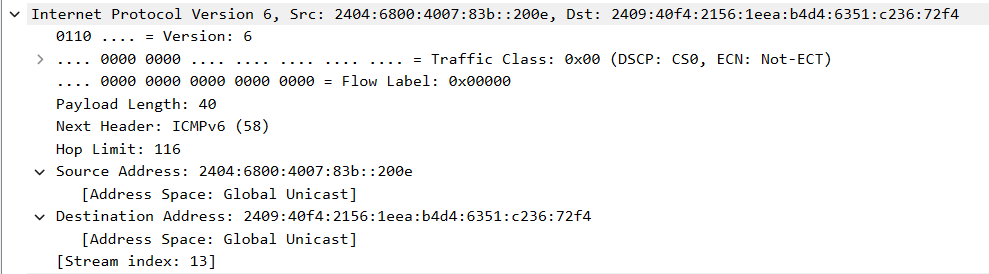 Internet Protocol Version 6, Src: 2404:6800:4007:83b::200e, Dst: 2409:40f4:2156:1eea:b4d4:6351:c236:72f4
0110 .... = Version: 6
.... 0000 0000 .... .... .... .... .... = Traffic Class: 0x00 (DSCP: CS0, ECN: Not-ECT)
.... 0000 0000 0000 0000 0000 = Flow Label: 0x00000
Payload Length: 40
Next Header: ICMPv6 (58)
Hop Limit: 116
Source Address: 2404:6800:4007:83b::200e
[Address Space: Global Unicast]
Destination Address: 2409:40f4:2156:1eea:b4d4:6351:c236:72f4
[Address Space: Global Unicast]
[Stream index: 13]